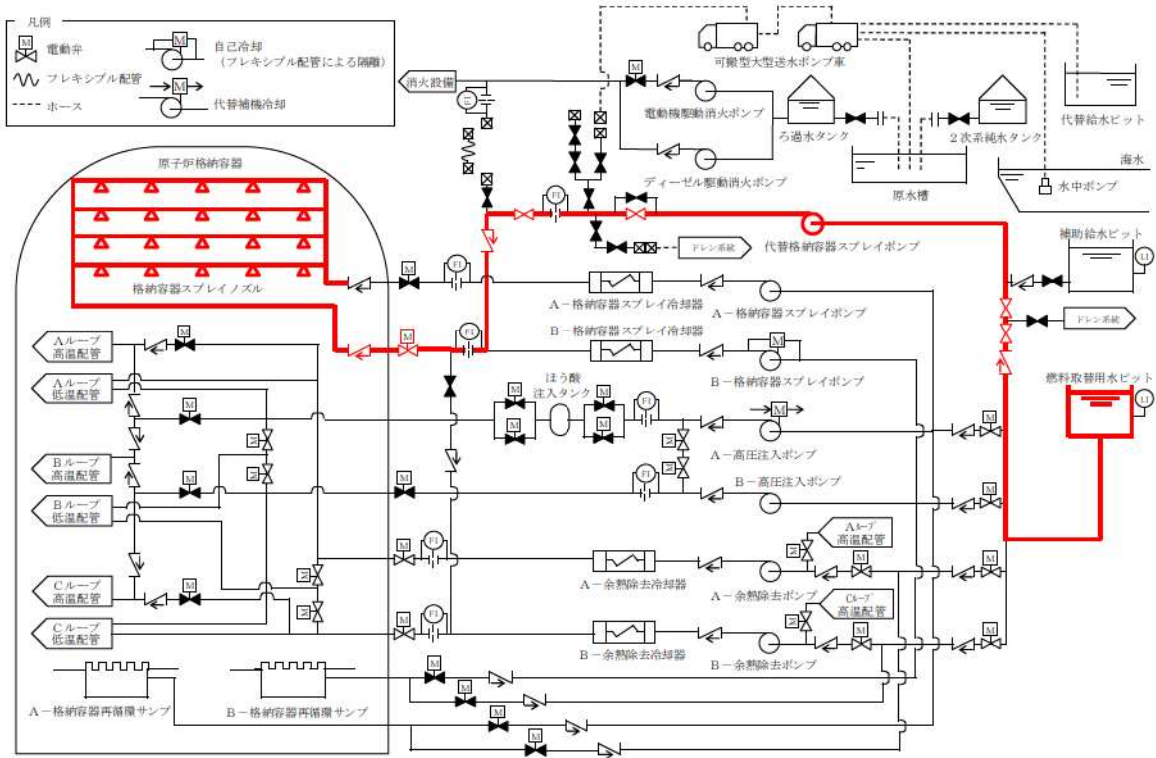 凡例
M
電動弁
フレキシブル配管
ホース
M
自己冷却
(フレキシブル配管による隔離)
M
代替補機冷却
消火設備
M
電動機駆動消火ポンプ
ディーゼル駆動消火ポンプ
可搬型大型送水ポンプ車
ろ過水タンク
2次系純水タンク
代替給水ピット
原水槽
海水
水中ポンプ
原子炉格納容器
格納容器スプレイノズル
FI
代替格納容器スプレイポンプ
ドレン系統
補助給水ピット
LI
ドレン系統
M
FI
A-格納容器スプレイ冷却器
A-格納容器スプレイポンプ
M
FI
B-格納容器スプレイ冷却器
M
B-格納容器スプレイポンプ
燃料取替用水ピット
LI
Aループ
高温配管
M
Aループ
低温配管
M
ほう酸
注入タンク
M
M
M
M
FI
M
A-高圧注入ポンプ
M
M
M
M
M
Bループ
高温配管
M
M
FI
B-高圧注入ポンプ
M
Bループ
低温配管
M
FI
A-余熱除去冷却器
A-余熱除去ポンプ
Aループ
高温配管
M
M
M
M
Cループ
高温配管
M
M
Cループ
低温配管
M
FI
B-余熱除去冷却器
B-余熱除去ポンプ
Cループ
高温配管
M
M
M
A-格納容器再循環サンプ
B-格納容器再循環サンプ
M
M
M
M